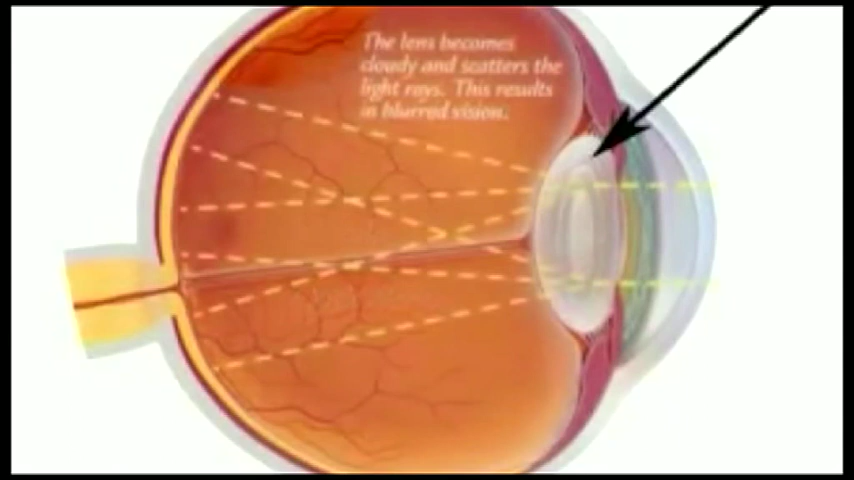 The lens becomes
cloudy and scatters the
light rays. This results
in blurred vision.